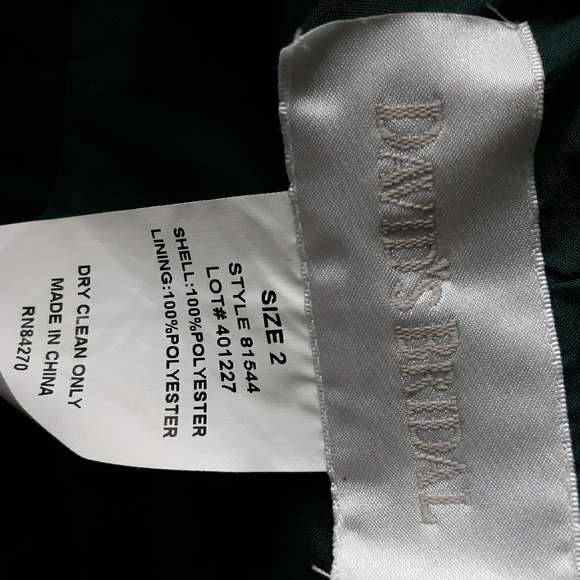 DAVID'S BRIDAL
SIZE 2
STYLE 81544
LOT# 401227
SHELL:100%POLYESTER
LINING:100%POLYESTER
DRY CLEAN ONLY
MADE IN CHINA
RN84270